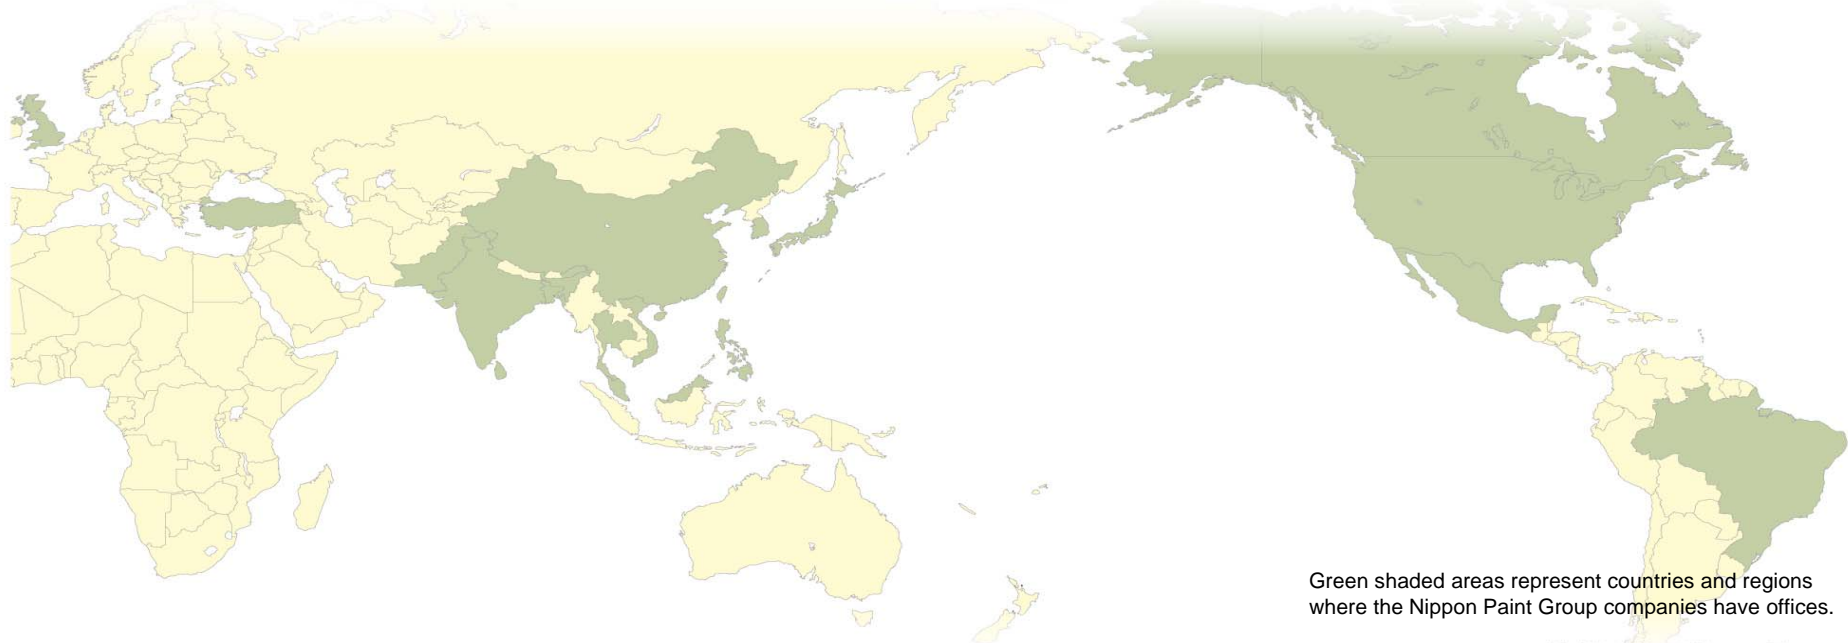 Green shaded areas represent countries and regions
where the Nippon Paint Group companies have offices.